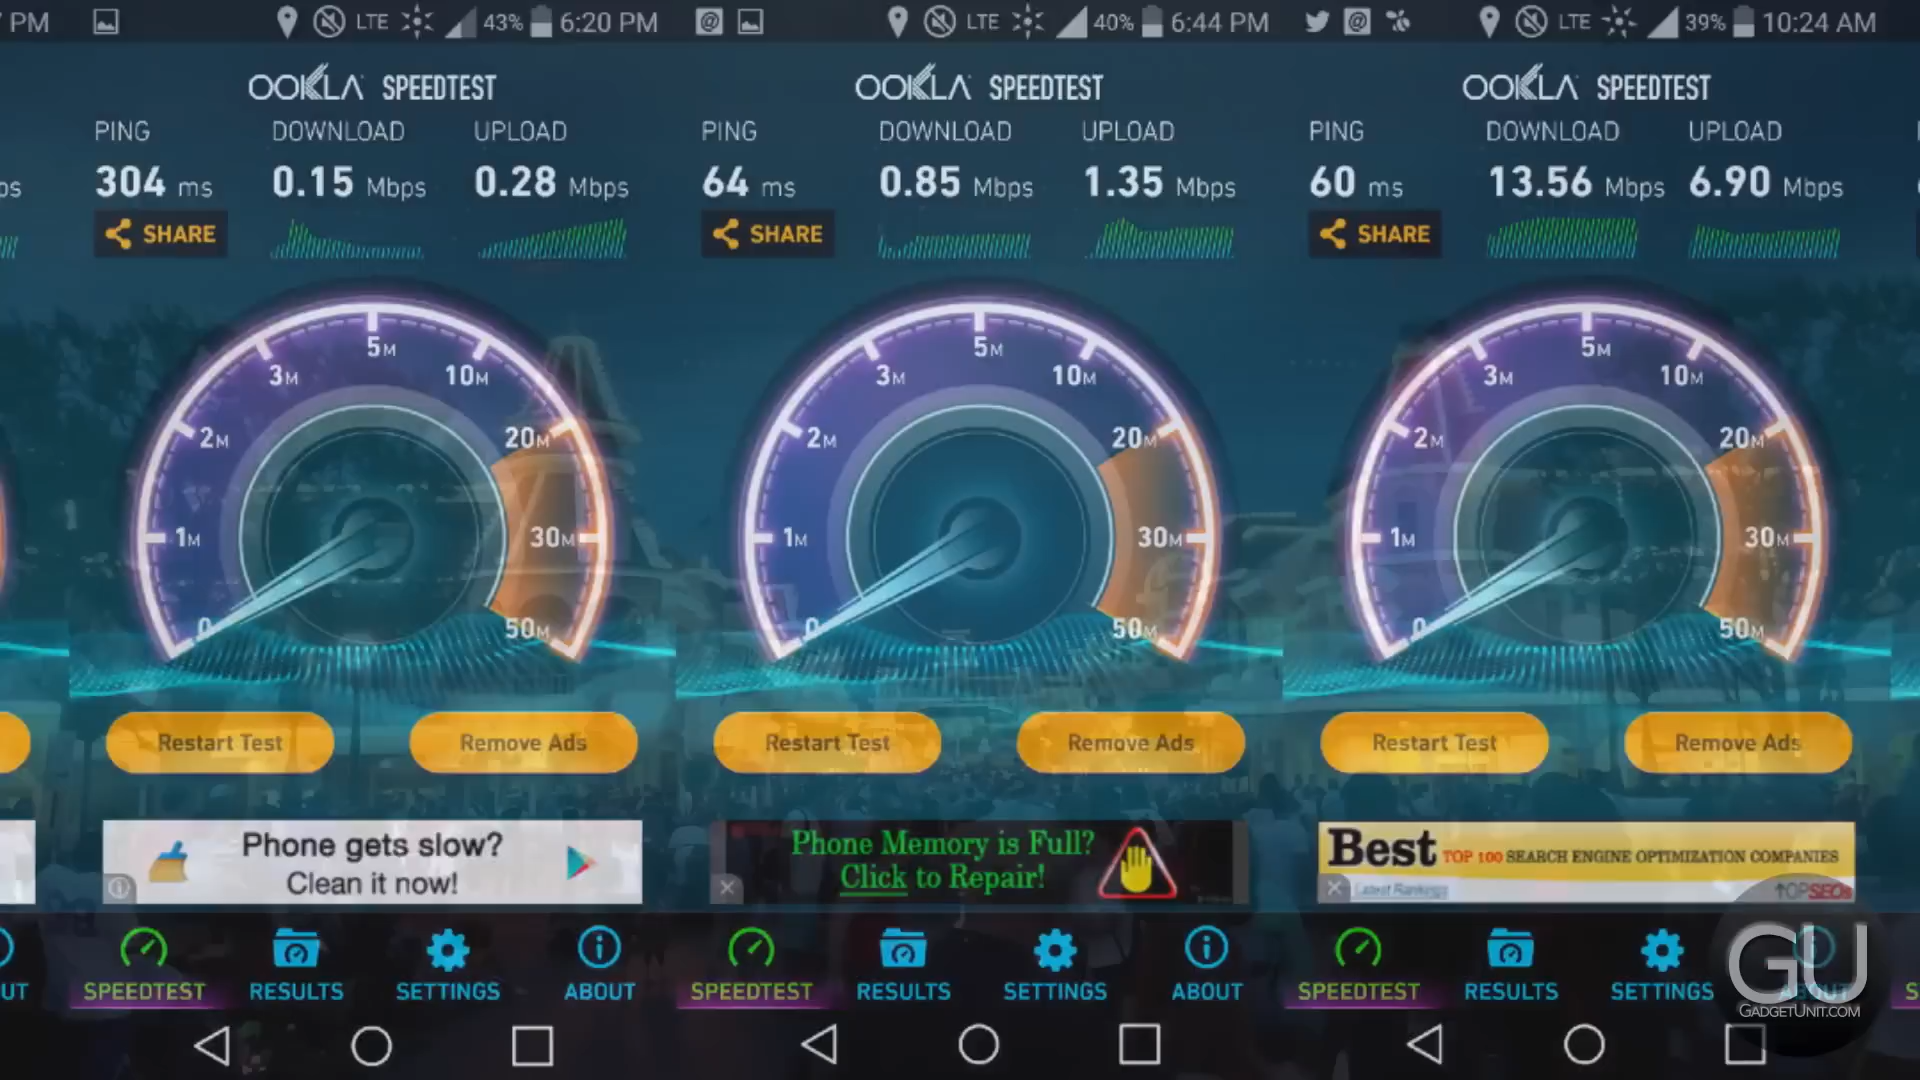 PM
LTE 43% 6:20 PM
OOKLA SPEEDTEST
PING DOWNLOAD UPLOAD
304 ms 0.15 Mbps 0.28 Mbps
SHARE
5M
3M 10M
2M 20M
1M 30M
0 50M
Restart Test Remove Ads
Phone gets slow?
Clean it now!
SPEEDTEST RESULTS SETTINGS ABOUT
LTE 40% 6:44 PM
OOKLA SPEEDTEST
PING DOWNLOAD UPLOAD
64 ms 0.85 Mbps 1.35 Mbps
SHARE
5M
3M 10M
2M 20M
1M 30M
0 50M
Restart Test Remove Ads
Phone Memory is Full?
Click to Repair!
SPEEDTEST RESULTS SETTINGS ABOUT
LTE 39% 10:24 AM
OOKLA SPEEDTEST
PING DOWNLOAD UPLOAD
60 ms 13.56 Mbps 6.90 Mbps
SHARE
5M
3M 10M
2M 20M
1M 30M
0 50M
Restart Test Remove Ads
Best TOP 100 SEARCH ENGINE OPTIMIZATION COMPANIES
Latest Rankings TOPSEOs
SPEEDTEST RESULTS SETTINGS ABOUT
GU
GADGETUNIT.COM